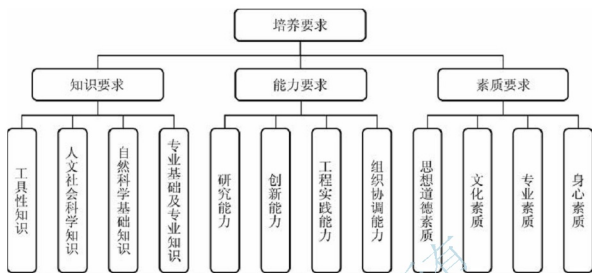 培养要求
知识要求
能力要求
素质要求
工具性知识
人文社会科学知识
自然科学基础知识
专业基础及专业知识
研究能力
创新能力
工程实践能力
组织协调能力
思想道德素质
文化素质
专业素质
身心素质